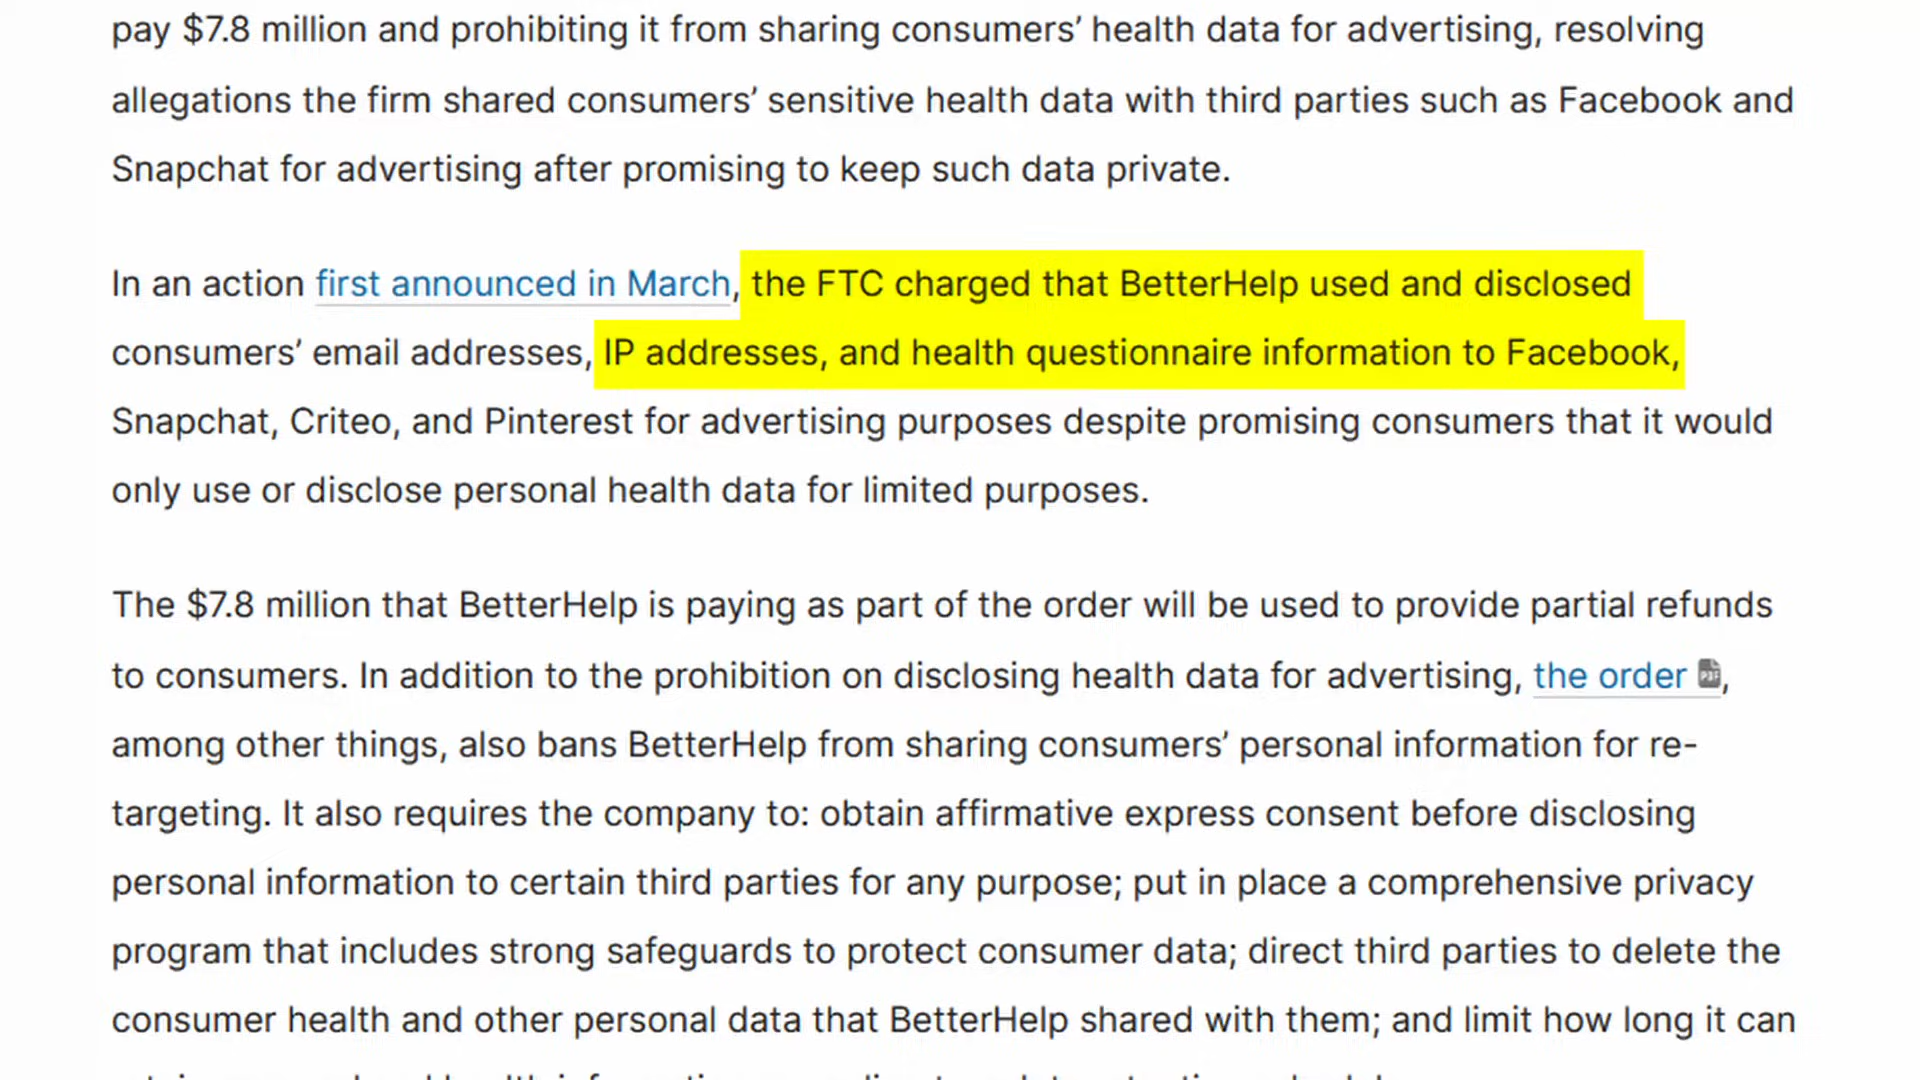 pay $7.8 million and prohibiting it from sharing consumers’ health data for advertising, resolving
allegations the firm shared consumers’ sensitive health data with third parties such as Facebook and
Snapchat for advertising after promising to keep such data private.
In an action first announced in March, the FTC charged that BetterHelp used and disclosed
consumers’ email addresses, IP addresses, and health questionnaire information to Facebook,
Snapchat, Criteo, and Pinterest for advertising purposes despite promising consumers that it would
only use or disclose personal health data for limited purposes.
The $7.8 million that BetterHelp is paying as part of the order will be used to provide partial refunds
to consumers. In addition to the prohibition on disclosing health data for advertising, the order PDF,
among other things, also bans BetterHelp from sharing consumers’ personal information for re-
targeting. It also requires the company to: obtain affirmative express consent before disclosing
personal information to certain third parties for any purpose; put in place a comprehensive privacy
program that includes strong safeguards to protect consumer data; direct third parties to delete the
consumer health and other personal data that BetterHelp shared with them; and limit how long it can